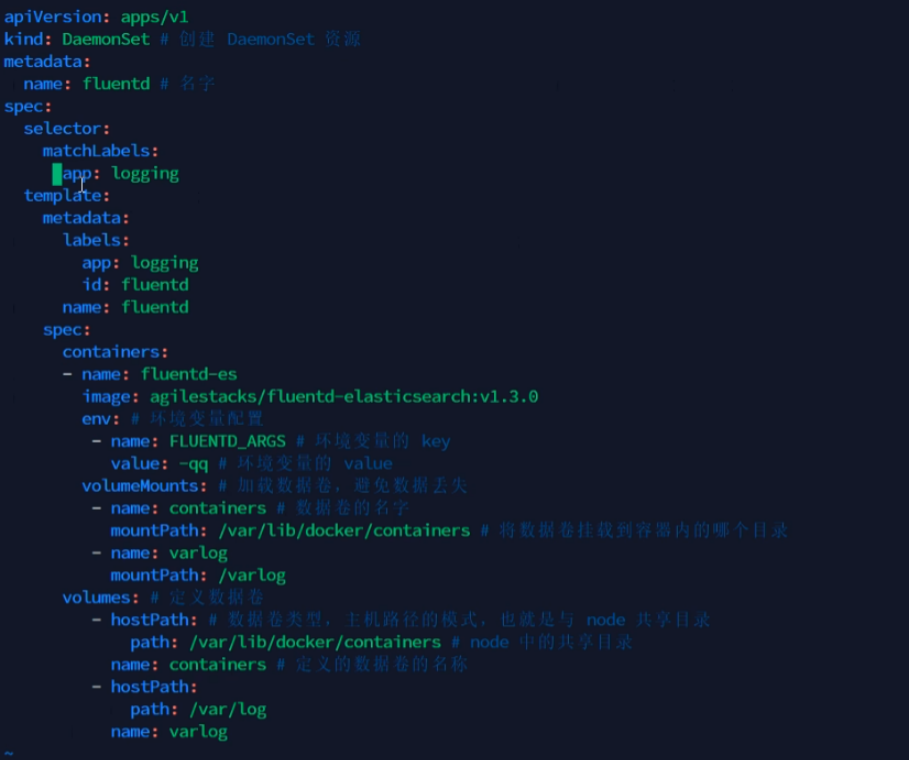 apiVersion: apps/v1
kind: DaemonSet # 创建 DaemonSet 资源
metadata:
  name: fluentd # 名字
spec:
  selector:
    matchLabels:
      app: logging
  template:
    metadata:
      labels:
        app: logging
        id: fluentd
      name: fluentd
    spec:
      containers:
      - name: fluentd-es
        image: agilestacks/fluentd-elasticsearch:v1.3.0
        env: # 环境变量配置
         - name: FLUENTD_ARGS # 环境变量的 key
           value: -qq # 环境变量的 value
        volumeMounts: # 加载数据卷，避免数据丢失
         - name: containers # 数据卷的名字
           mountPath: /var/lib/docker/containers # 将数据卷挂载到容器内的哪个目录
         - name: varlog
           mountPath: /varlog
      volumes: # 定义数据卷
         - hostPath: # 数据卷类型，主机路径的模式，也就是与 node 共享目录
             path: /var/lib/docker/containers # node 中的共享目录
           name: containers # 定义的数据卷的名称
         - hostPath:
             path: /var/log
           name: varlog
~